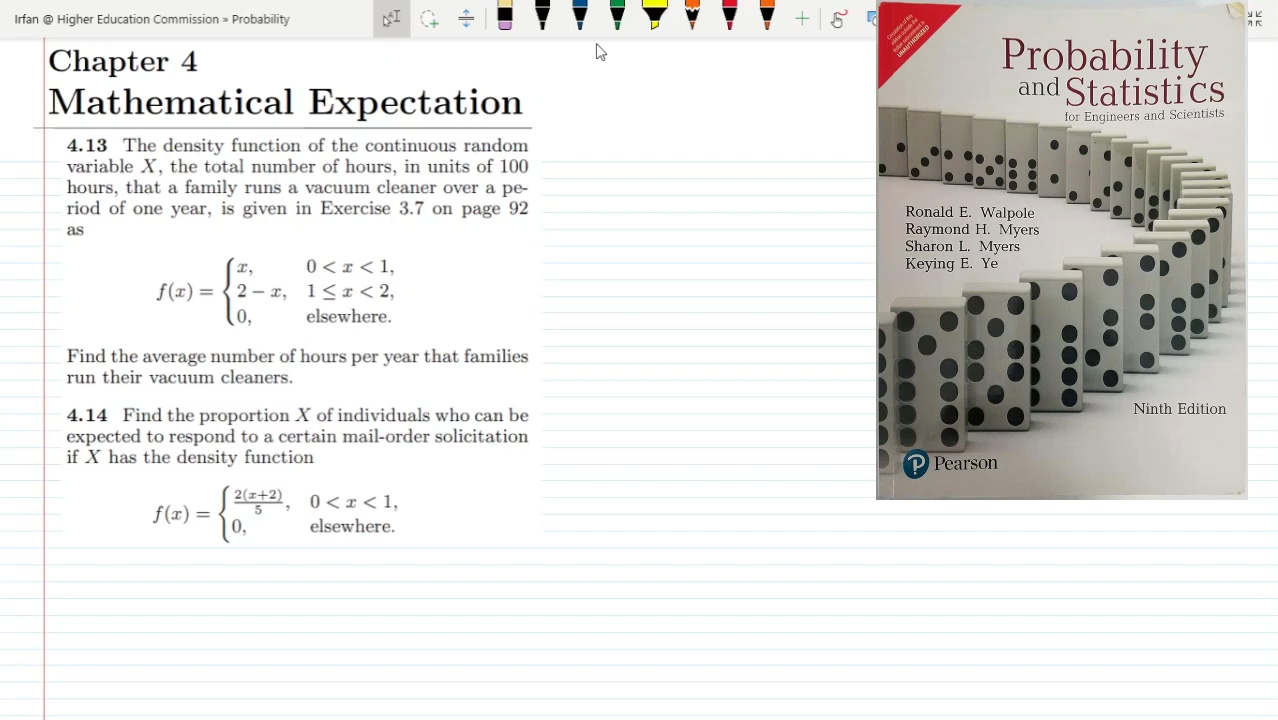 Irfan @ Higher Education Commission » Probability
Chapter 4
Mathematical Expectation
4.13 The density function of the continuous random
variable X, the total number of hours, in units of 100
hours, that a family runs a vacuum cleaner over a pe-
riod of one year, is given in Exercise 3.7 on page 92
as
f(x) = { x, 0 < x < 1,
2 − x, 1 ≤ x < 2,
0, elsewhere.
Find the average number of hours per year that families
run their vacuum cleaners.
4.14 Find the proportion X of individuals who can be
expected to respond to a certain mail-order solicitation
if X has the density function
f(x) = { 2(x+2)/5, 0 < x < 1,
0, elsewhere.
UNAUTHORIZED
Probability
and Statistics
for Engineers and Scientists
Ronald E. Walpole
Raymond H. Myers
Sharon L. Myers
Keying E. Ye
Ninth Edition
P Pearson